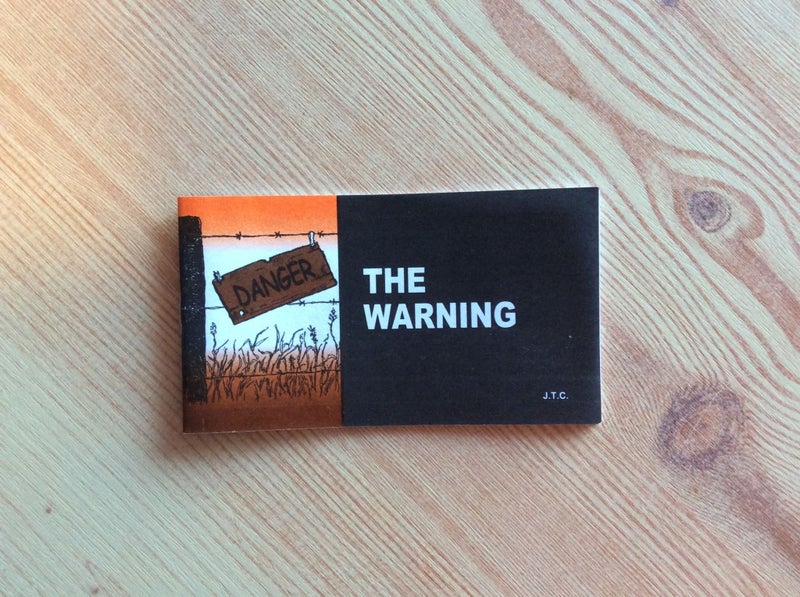 DANGER
THE
WARNING
J.T.C.